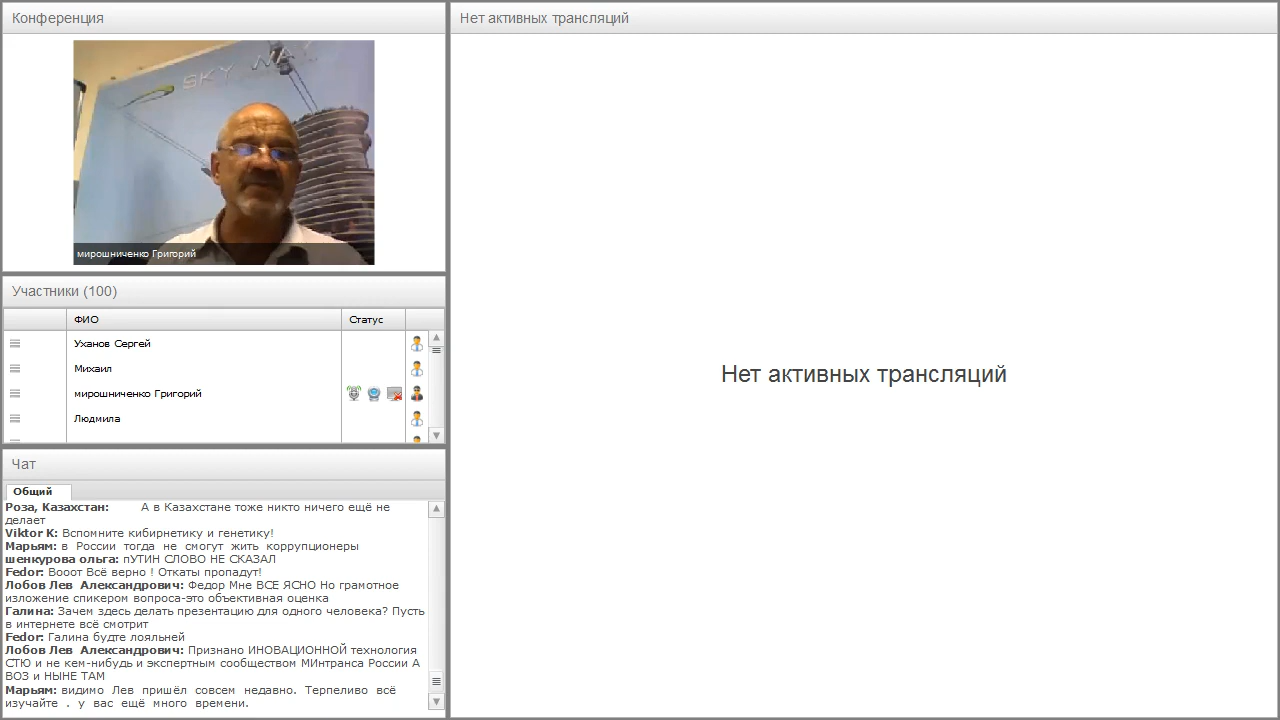 Конференция
Нет активных трансляций
SKY WAY
мирошниченко Григорий
Участники (100)
ФИО
Статус
Уханов Сергей
Михаил
мирошниченко Григорий
Людмила
Нет активных трансляций
Чат
Общий
Роза, Казахстан: А в Казахстане тоже никто ничего ещё не
делает
Viktor K: Вспомните кибирнетику и генетику!
Марьям: в России тогда не смогут жить коррупционеры
шенкурова ольга: пУТИН СЛОВО НЕ СКАЗАЛ
Fedor: Вооот Всё верно ! Откаты пропадут!
Лобов Лев Александрович: Федор Мне ВСЕ ЯСНО Но грамотное
изложение спикером вопроса-это объективная оценка
Галина: Зачем здесь делать презентацию для одного человека? Пусть
в интернете всё смотрит
Fedor: Галина будте лояльней
Лобов Лев Александрович: Признано ИНОВАЦИОННОЙ технология
СТЮ и не кем-нибудь и экспертным сообществом МИнтранса России А
ВОЗ и НЫНЕ ТАМ
Марьям: видимо Лев пришёл совсем недавно. Терпеливо всё
изучайте . у вас ещё много времени.